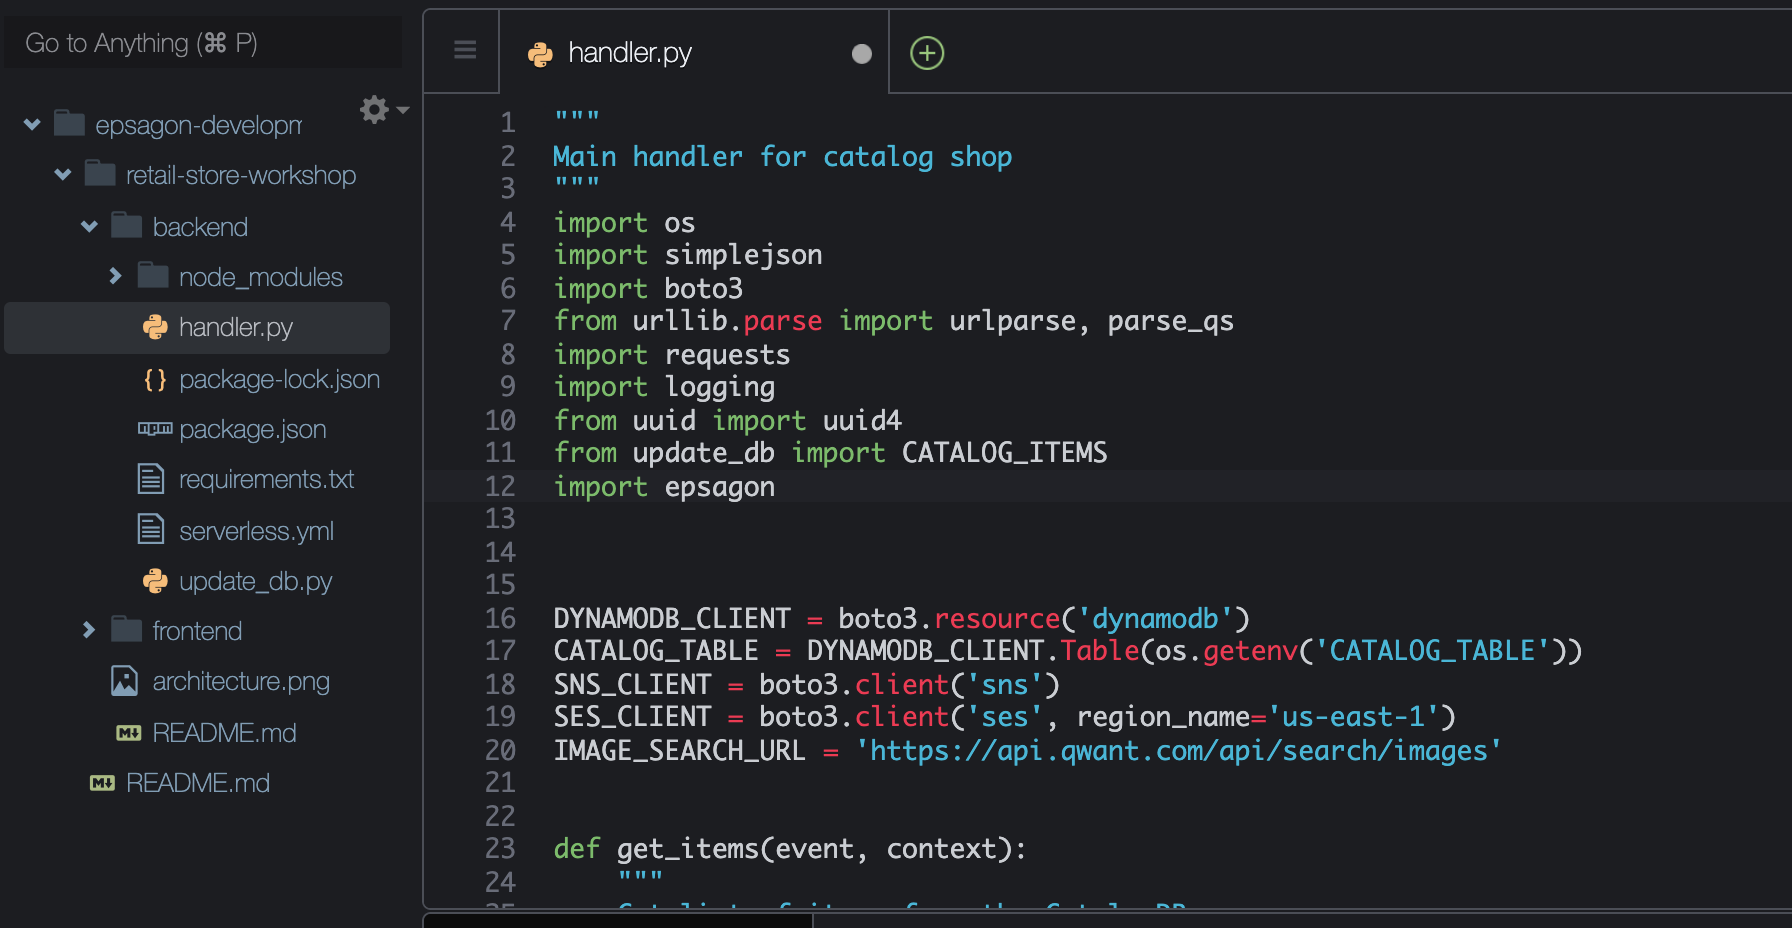 Go to Anything (⌘ P)
epsagon-developm
retail-store-workshop
backend
node_modules
handler.py
package-lock.json
package.json
requirements.txt
serverless.yml
update_db.py
frontend
architecture.png
README.md
README.md
handler.py
1 """
2 Main handler for catalog shop
3 """
4 import os
5 import simplejson
6 import boto3
7 from urllib.parse import urlparse, parse_qs
8 import requests
9 import logging
10 from uuid import uuid4
11 from update_db import CATALOG_ITEMS
12 import epsagon
13
14
15
16 DYNAMODB_CLIENT = boto3.resource('dynamodb')
17 CATALOG_TABLE = DYNAMODB_CLIENT.Table(os.getenv('CATALOG_TABLE'))
18 SNS_CLIENT = boto3.client('sns')
19 SES_CLIENT = boto3.client('ses', region_name='us-east-1')
20 IMAGE_SEARCH_URL = 'https://api.qwant.com/api/search/images'
21
22
23 def get_items(event, context):
24 """